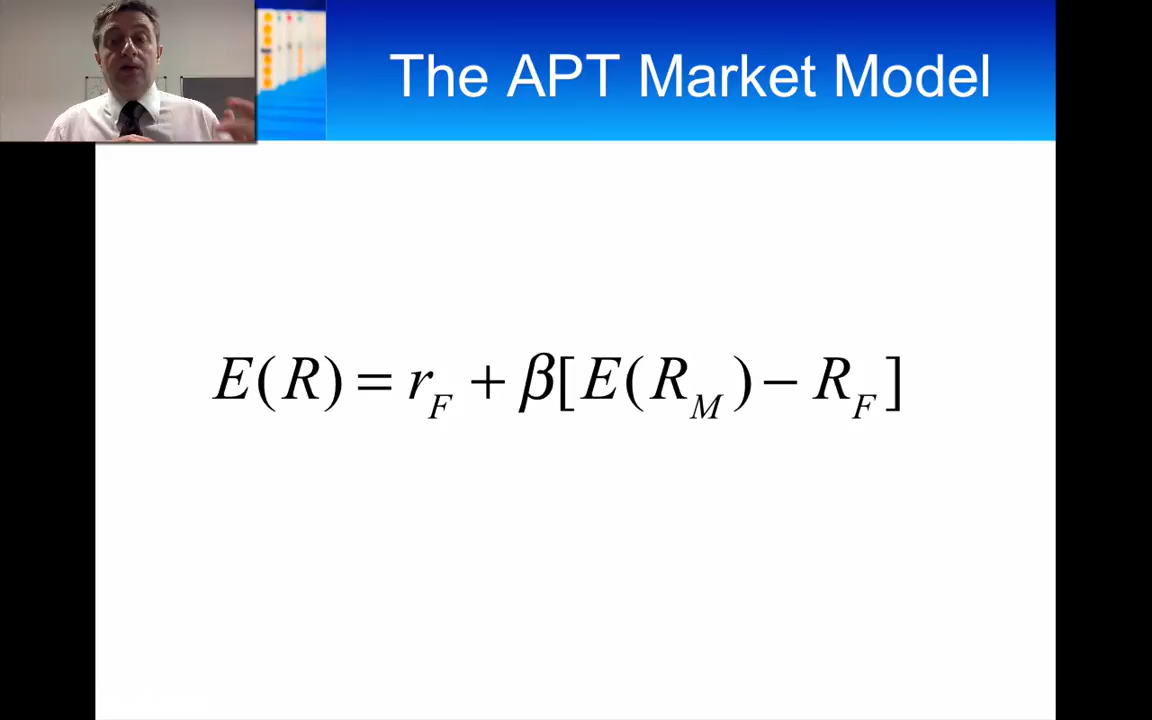 The APT Market Model
E(R) = r_F + β[E(R_M) − R_F]